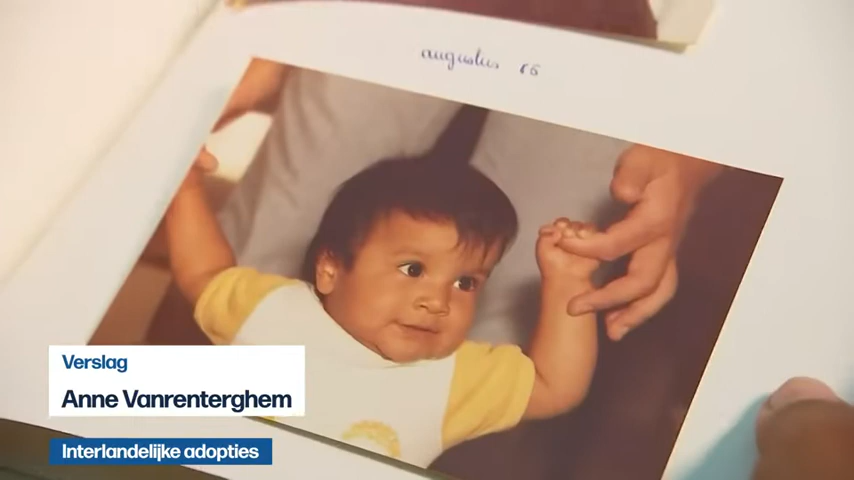 augustus 86
Verslag
Anne Vanrenterghem
Interlandelijke adopties